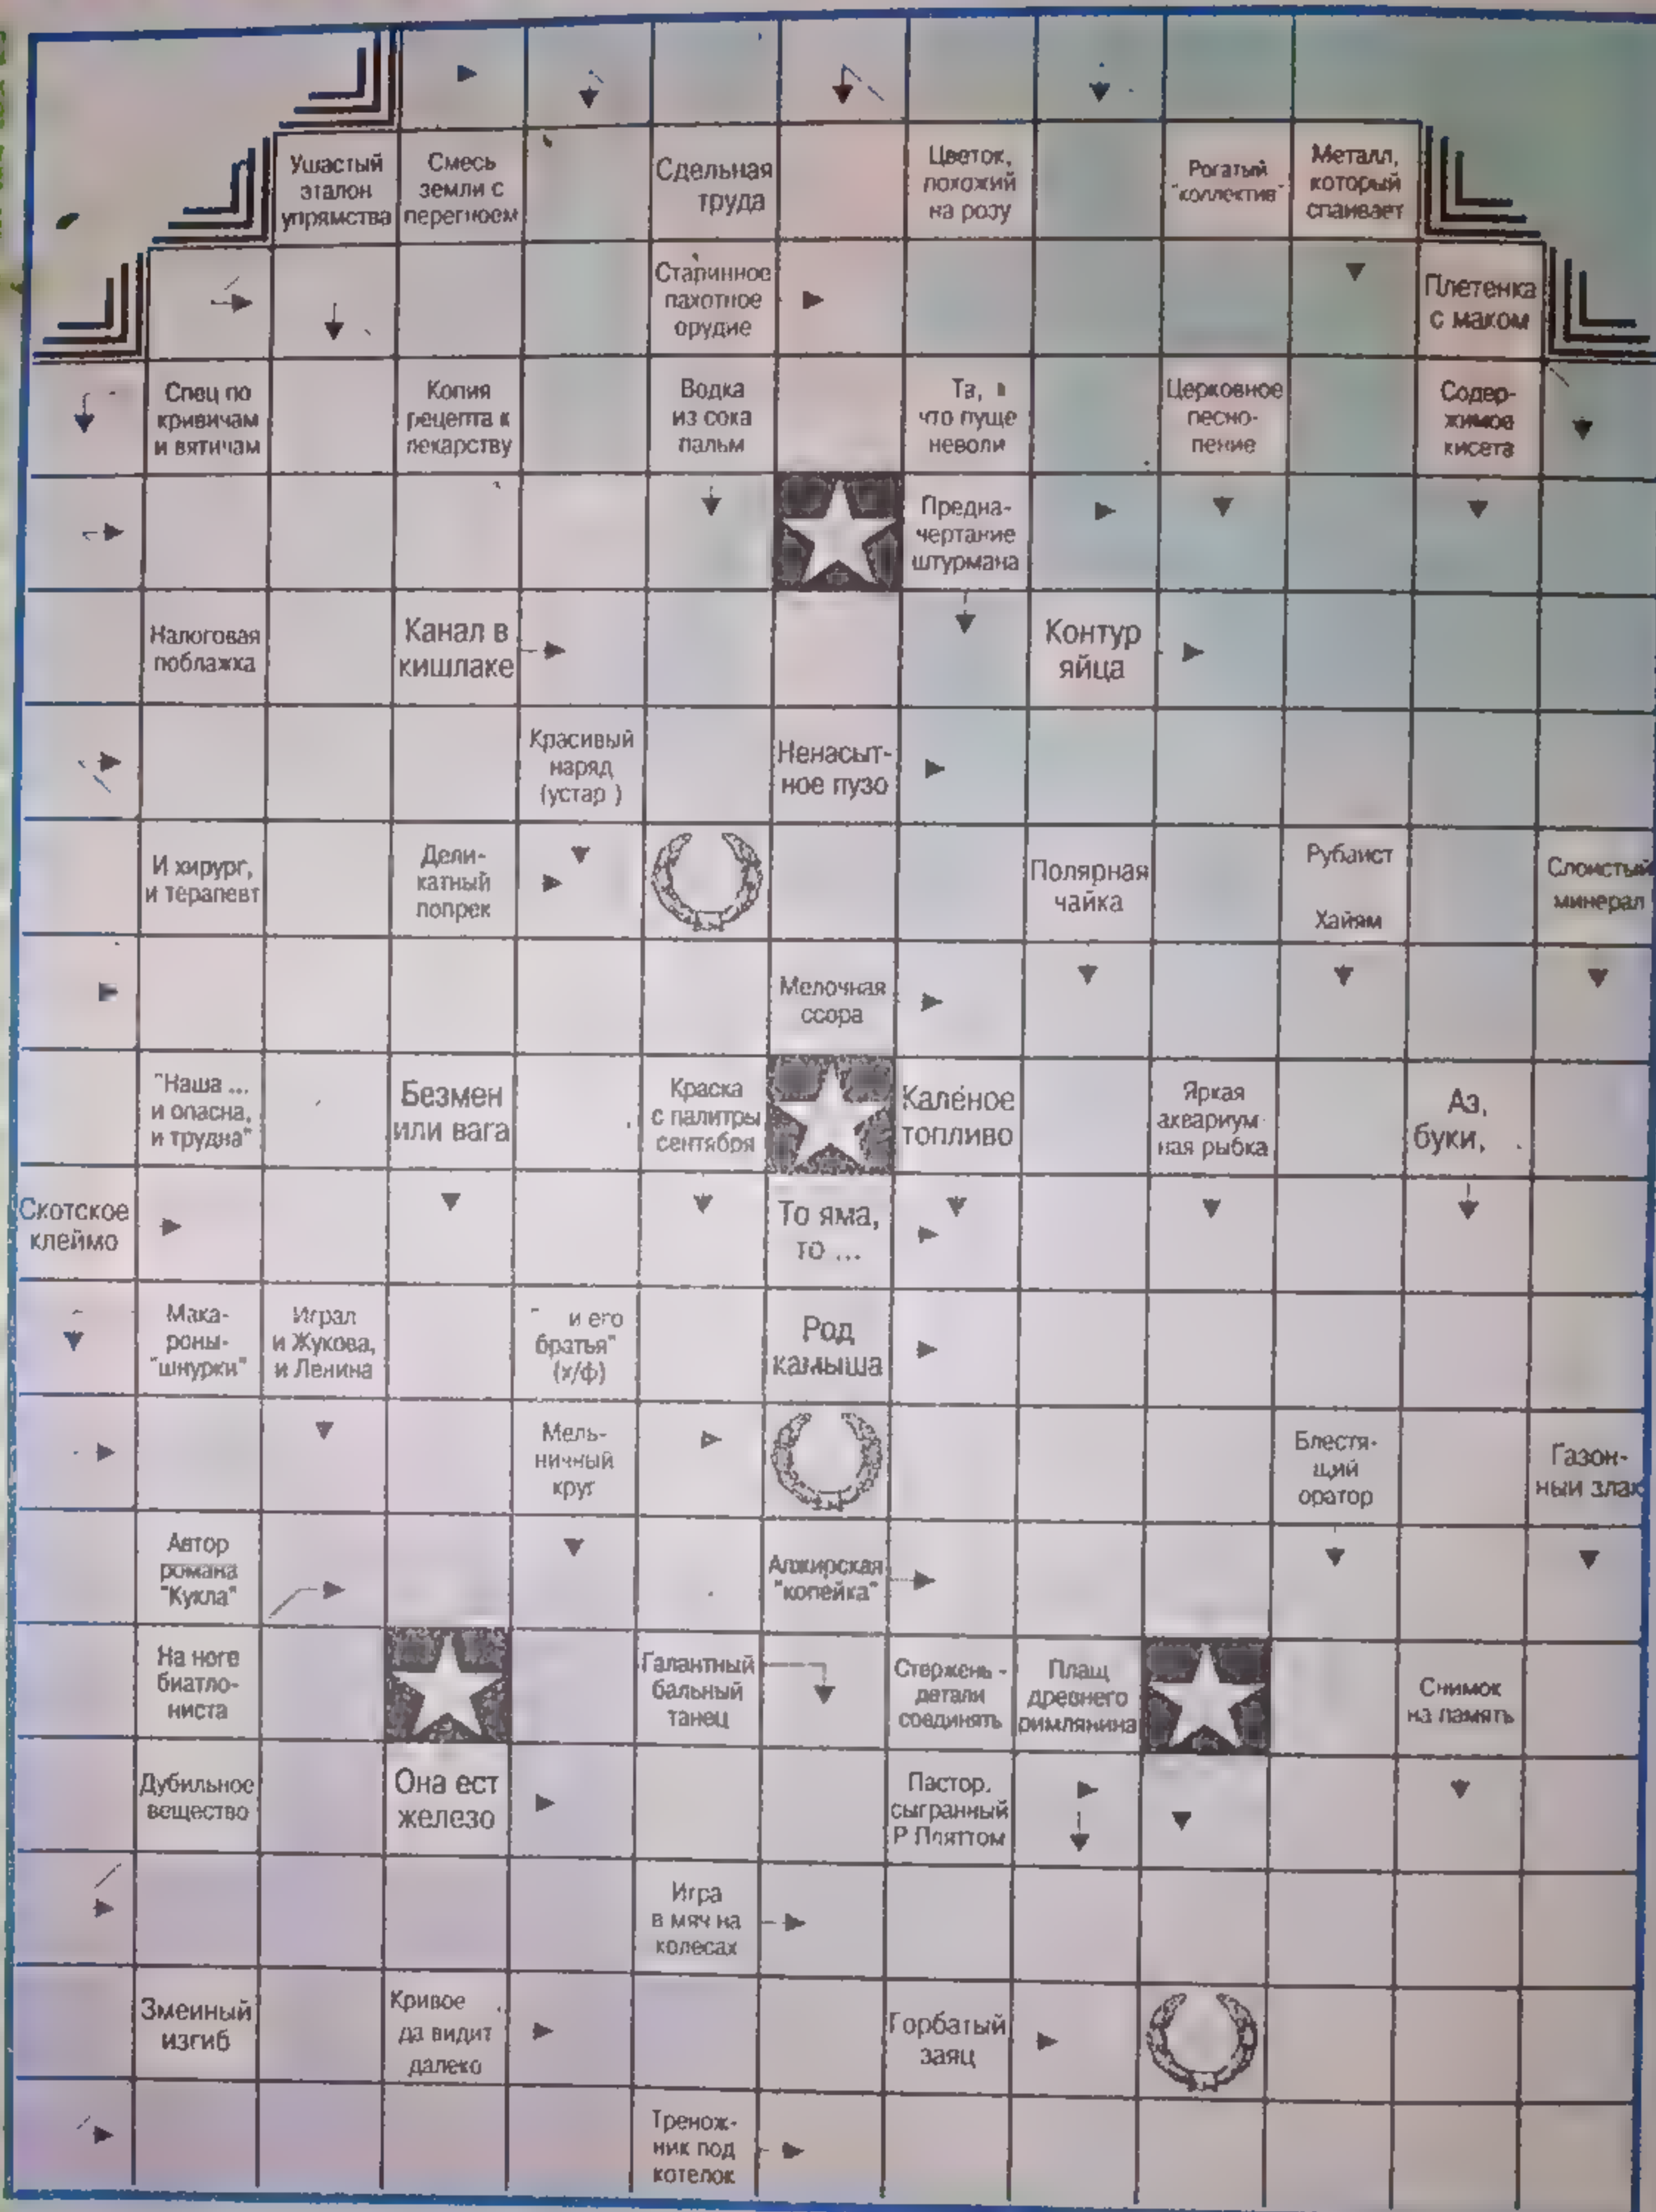 Ушастый
эталон
упрямства
Смесь
земли с
перегноем
Сдельная
труда
Цветок,
похожий
на розу
Рогатый
"коллектив"
Металл,
который
спаивает
Старинное
пахотное
орудие
Плетенка
с маком
Спец по
кривичам
и вятичам
Копия
рецепта к
лекарству
Водка
из сока
пальм
Та,
что пуще
неволи
Церковное
песно-
пение
Содер-
жимое
кисета
Предна-
чертание
штурмана
Налоговая
поблажка
Канал в
кишлаке
Контур
яйца
Красивый
наряд
(устар )
Ненасыт-
ное пузо
И хирург,
и терапевт
Дели-
катный
попрек
Полярная
чайка
Рубаист
Хайям
Слоистый
минерал
Мелочная
ссора
"Наша ...
и опасна,
и трудна"
Безмен
или вага
Краска
с палитры
сентября
Каленое
топливо
Яркая
аквариум-
ная рыбка
Аз,
буки,
Скотское
клеймо
То яма,
то ...
Мака-
роны-
"шнурки"
Играл
и Жукова,
и Ленина
" и его
братья"
(х/ф)
Род
камыша
Мель-
ничный
круг
Блестя-
щий
оратор
Газон-
ный злак
Автор
романа
"Кукла"
Алжирская
"копейка"
На ноге
биатло-
ниста
Галантный
бальный
танец
Стержень -
детали
соединять
Плащ
древнего
римлянина
Снимок
на память
Дубильное
вещество
Она ест
железо
Пастор,
сыгранный
Р Пляттом
Игра
в мяч на
колесах
Змеиный
изгиб
Кривое
да видит
далеко
Горбатый
заяц
Тренож-
ник под
котелок